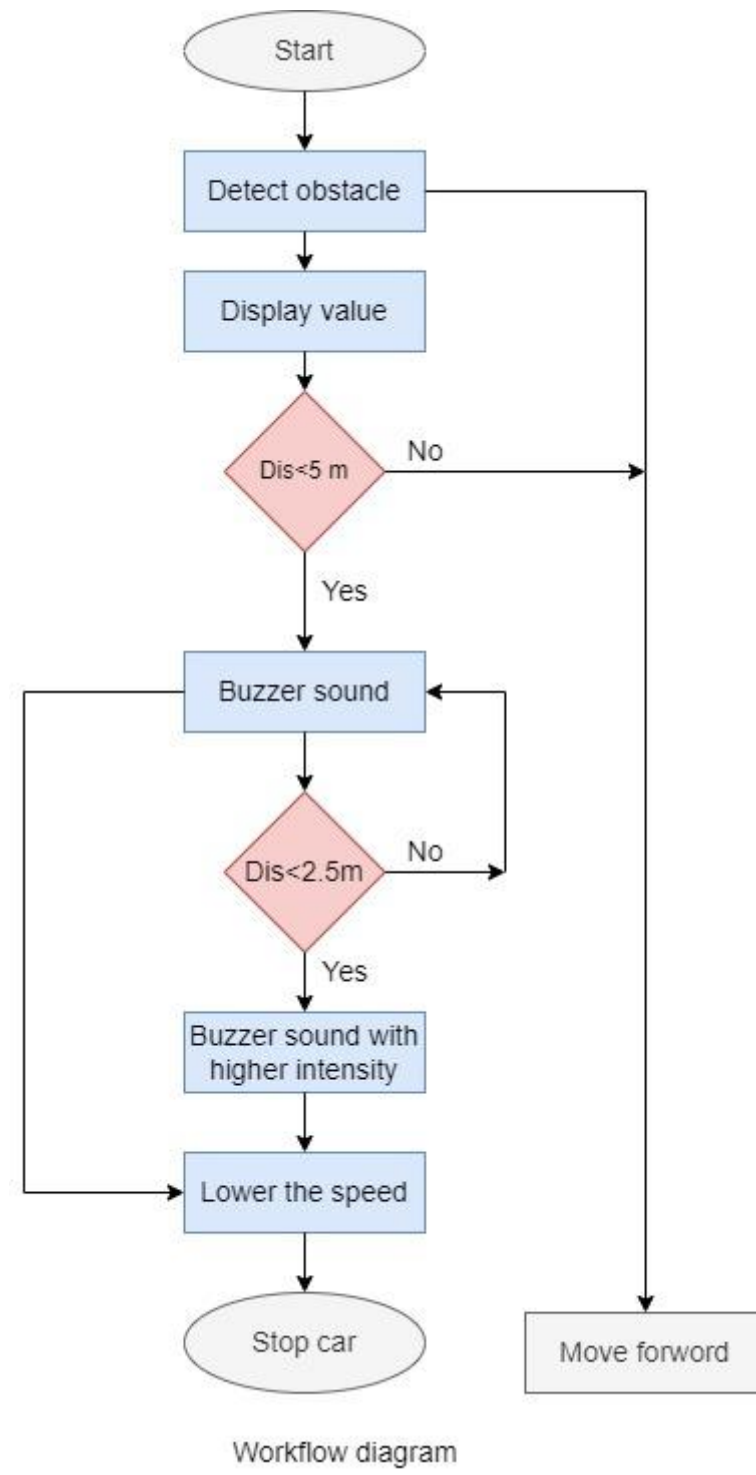 Start
Detect obstacle
Display value
Dis<5 m
No
Yes
Buzzer sound
Dis<2.5m
No
Yes
Buzzer sound with
higher intensity
Lower the speed
Stop car
Move forword
Workflow diagram